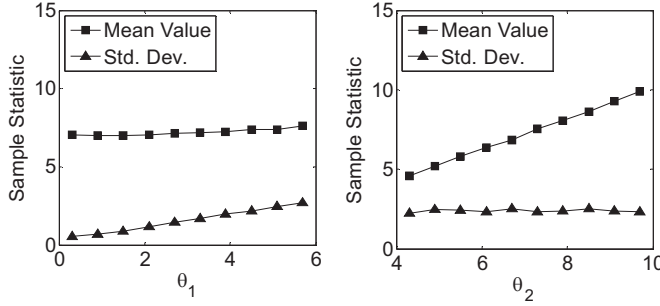 Sample Statistic
15
10
5
0
Mean Value
Std. Dev.
0 2 4 6
θ1
Sample Statistic
15
10
5
0
Mean Value
Std. Dev.
4 6 8 10
θ2